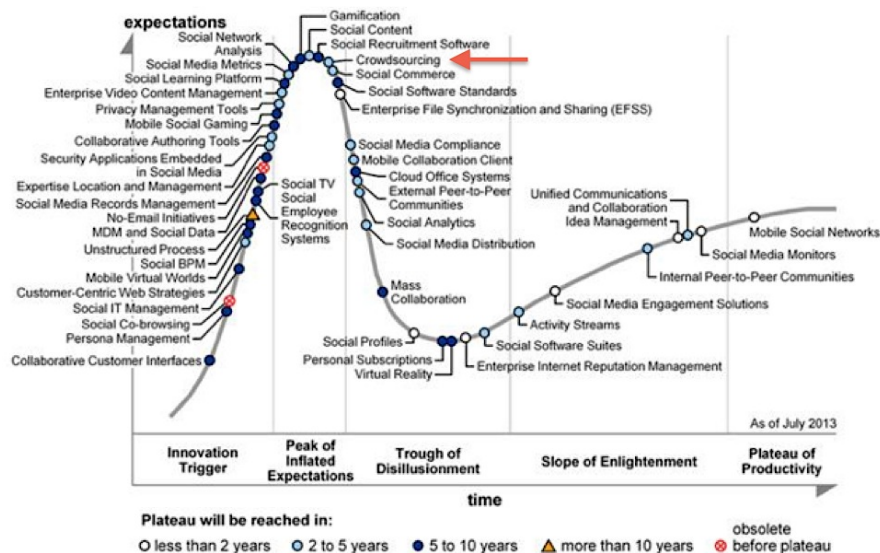 expectations
Gamification
Social Content
Social Recruitment Software
Crowdsourcing
Social Commerce
Social Software Standards
Enterprise File Synchronization and Sharing (EFSS)
Social Network
Analysis
Social Media Metrics
Social Learning Platform
Enterprise Video Content Management
Privacy Management Tools
Mobile Social Gaming
Collaborative Authoring Tools
Security Applications Embedded
in Social Media
Expertise Location and Management
Social Media Records Management
No-Email Initiatives
MDM and Social Data
Unstructured Process
Social BPM
Mobile Virtual Worlds
Customer-Centric Web Strategies
Social IT Management
Social Co-browsing
Persona Management
Collaborative Customer Interfaces
Social TV
Social
Employee
Recognition
Systems
Social Media Compliance
Mobile Collaboration Client
Cloud Office Systems
External Peer-to-Peer
Communities
Social Analytics
Social Media Distribution
Mass
Collaboration
Social Profiles
Personal Subscriptions
Virtual Reality
Enterprise Internet Reputation Management
Social Software Suites
Activity Streams
Social Media Engagement Solutions
Internal Peer-to-Peer Communities
Unified Communications
and Collaboration
Idea Management
Social Media Monitors
Mobile Social Networks
As of July 2013
Innovation
Trigger
Peak of
Inflated
Expectations
Trough of
Disillusionment
Slope of Enlightenment
Plateau of
Productivity
time
Plateau will be reached in:
less than 2 years
2 to 5 years
5 to 10 years
more than 10 years
obsolete
before plateau